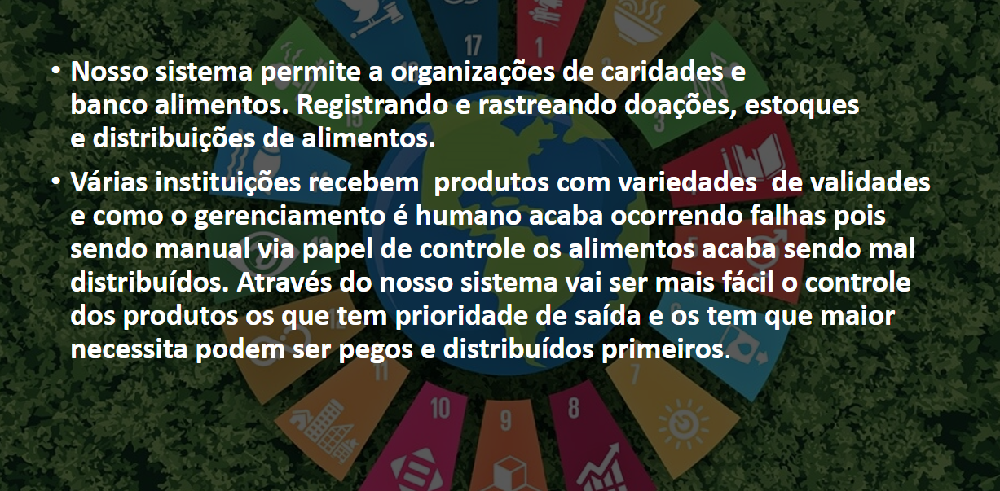 17
1
3
• Nosso sistema permite a organizações de caridades e
banco alimentos. Registrando e rastreando doações, estoques
e distribuições de alimentos.
• Várias instituições recebem  produtos com variedades  de validades
e como o gerenciamento é humano acaba ocorrendo falhas pois
sendo manual via papel de controle os alimentos acaba sendo mal
distribuídos. Através do nosso sistema vai ser mais fácil o controle
dos produtos os que tem prioridade de saída e os tem que maior
necessita podem ser pegos e distribuídos primeiros.
11
7
10
9
8